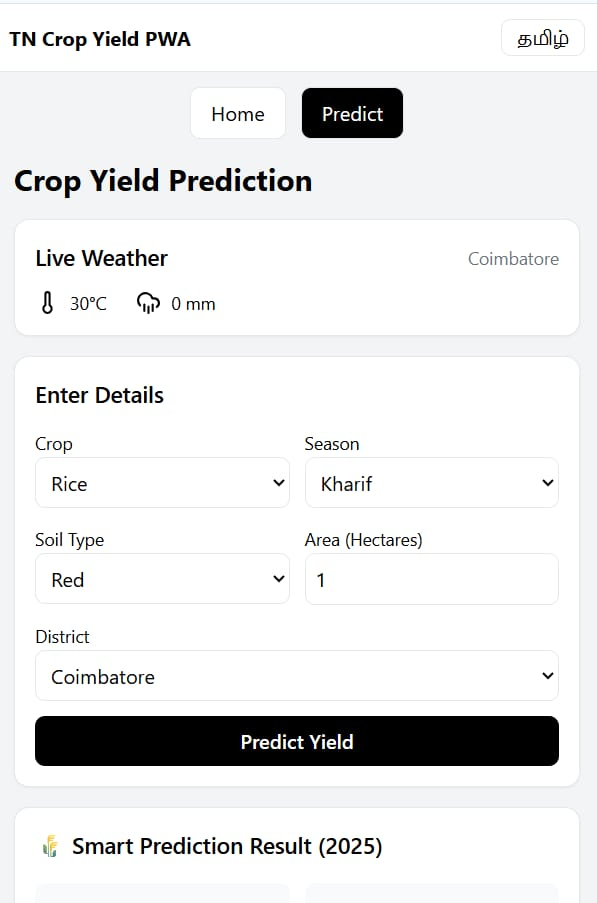 TN Crop Yield PWA
தமிழ்
Home
Predict
Crop Yield Prediction
Live Weather
Coimbatore
30°C
0 mm
Enter Details
Crop
Season
Rice
Kharif
Soil Type
Area (Hectares)
Red
1
District
Coimbatore
Predict Yield
Smart Prediction Result (2025)